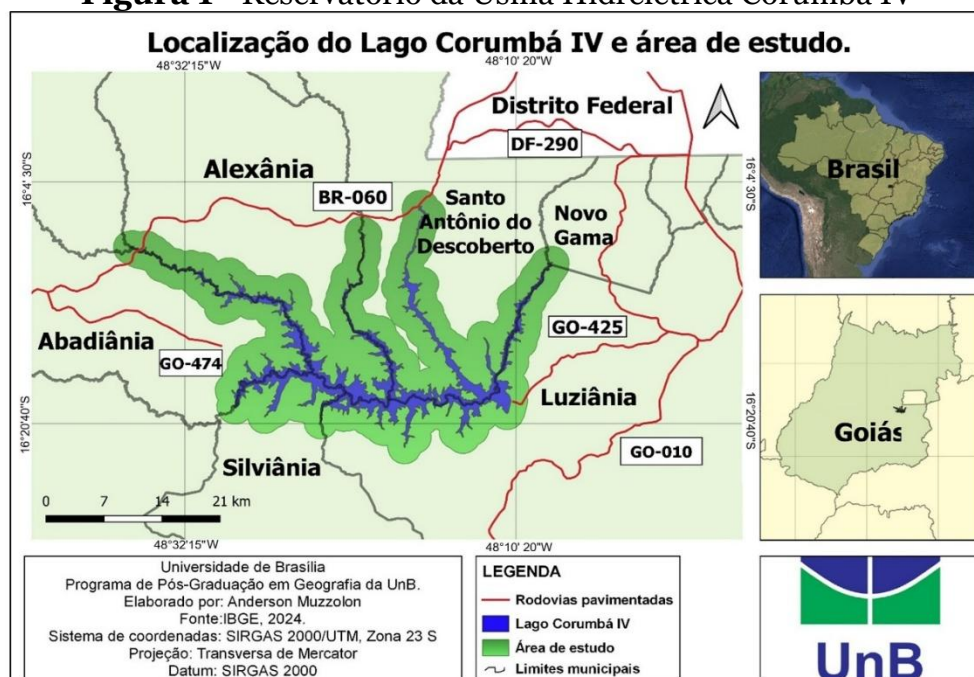 Figura 1 - Reservatório da Usina Hidrelétrica Corumbá IV
Localização do Lago Corumbá IV e área de estudo.
48°32'15"W
48°10' 20"W
Distrito Federal
DF-290
Alexânia
BR-060
Santo
Antônio do
Descoberto
Novo
Gama
16°4'30"S
16°4'30"S
Abadiânia
GO-474
GO-425
Luziânia
GO-010
Silviânia
16°20'40"S
16°20'40"S
0 7 14 21 km
48°32'15"W
48°10' 20"W
Brasil
Goiás
Universidade de Brasília
Programa de Pós-Graduação em Geografia da UnB.
Elaborado por: Anderson Muzzolon
Fonte:IBGE, 2024.
Sistema de coordenadas: SIRGAS 2000/UTM, Zona 23 S
Projeção: Transversa de Mercator
Datum: SIRGAS 2000
LEGENDA
Rodovias pavimentadas
Lago Corumbá IV
Área de estudo
Limites municipais
UnB